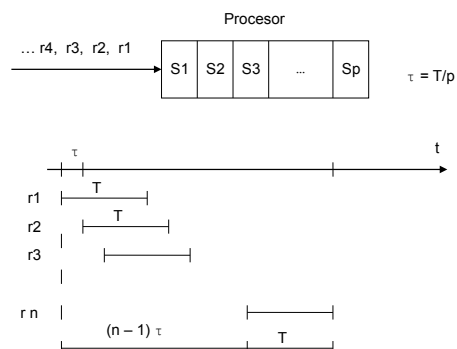 Procesor
... r4, r3, r2, r1
S1 S2 S3 ... Sp
τ = T/p
τ
t
r1 T
r2 T
r3
r n
(n – 1) τ T